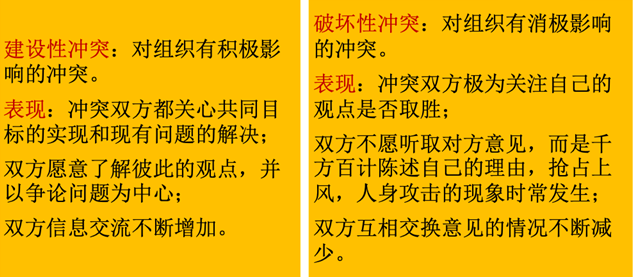 建设性冲突：对组织有积极影
响的冲突。
表现：冲突双方都关心共同目
标的实现和现有问题的解决；
双方愿意了解彼此的观点，并
以争论问题为中心；
双方信息交流不断增加。
破坏性冲突：对组织有消极影响
的冲突。
表现：冲突双方极为关注自己的
观点是否取胜；
双方不愿听取对方意见，而是千
方百计陈述自己的理由，抢占上
风，人身攻击的现象时常发生；
双方互相交换意见的情况不断减
少。